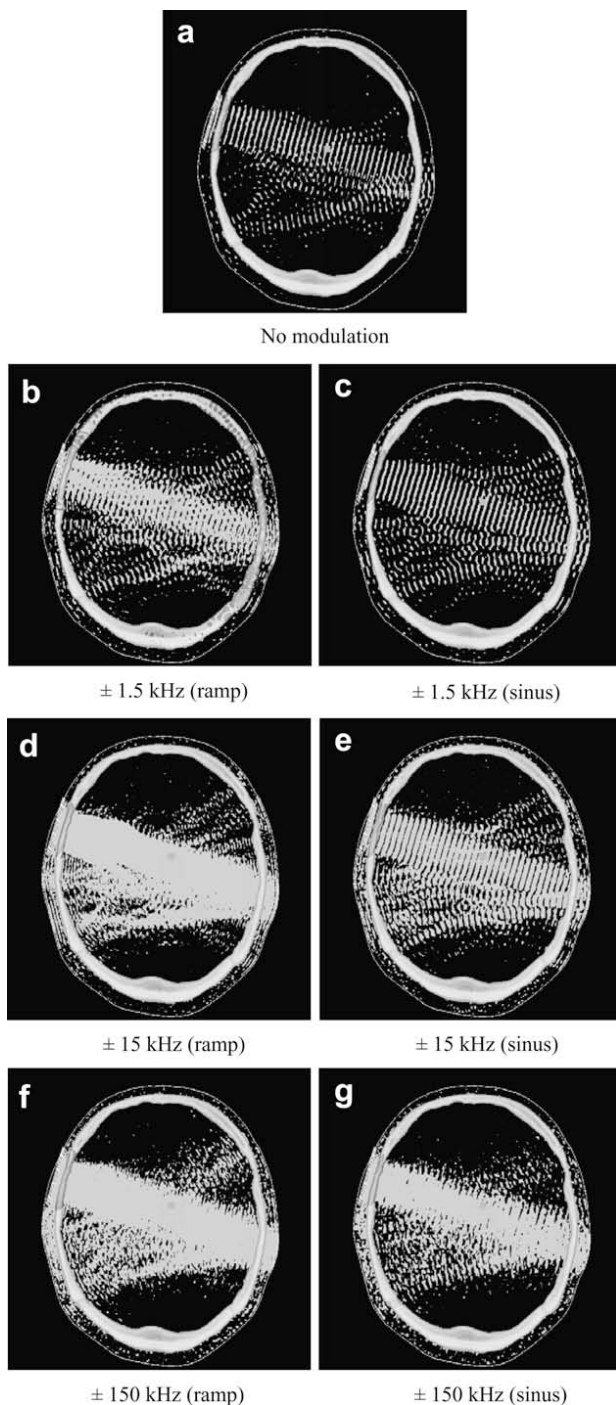 a
No modulation
b
c
± 1.5 kHz (ramp)
± 1.5 kHz (sinus)
d
e
± 15 kHz (ramp)
± 15 kHz (sinus)
f
g
± 150 kHz (ramp)
± 150 kHz (sinus)